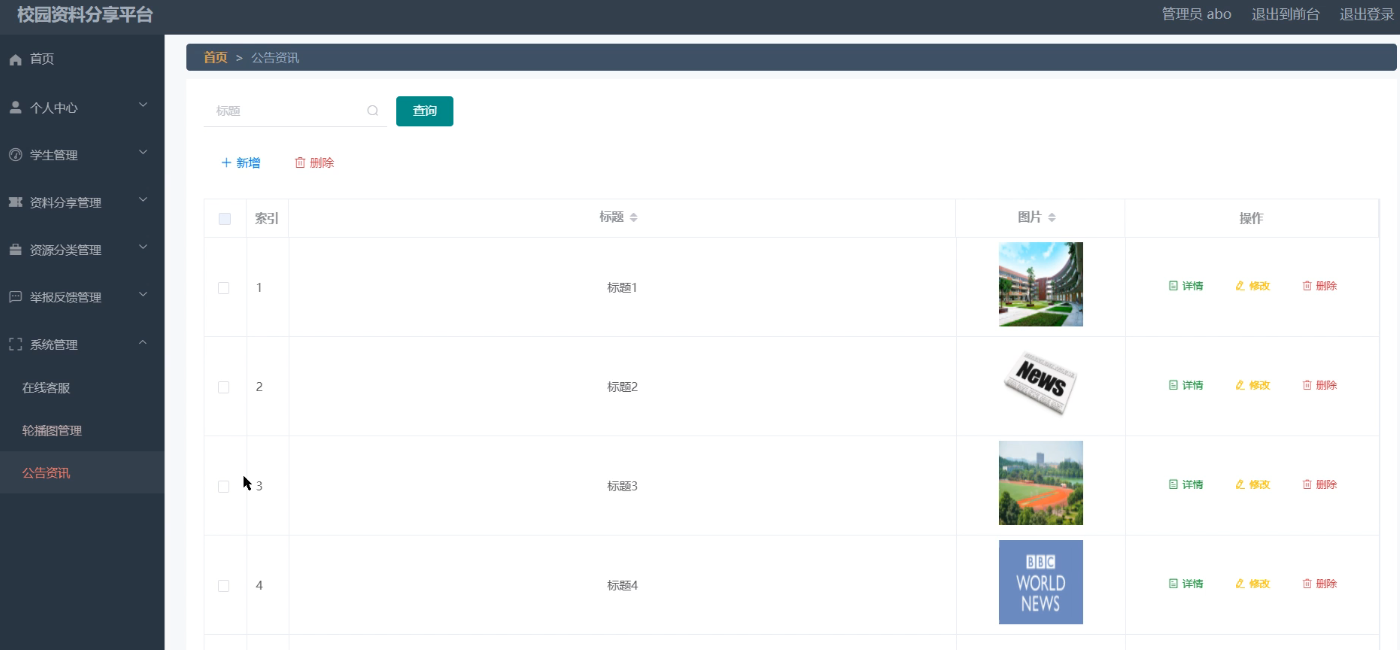 校园资料分享平台
管理员 abo 退出到前台 退出登录
首页
个人中心
学生管理
资料分享管理
资源分类管理
举报反馈管理
系统管理
在线客服
轮播图管理
公告资讯
首页 > 公告资讯
标题 查询
+ 新增 删除
索引 标题 图片 操作
1 标题1 详情 修改 删除
2 标题2 News 详情 修改 删除
3 标题3 详情 修改 删除
4 标题4 BBC 详情 修改 删除
WORLD
NEWS